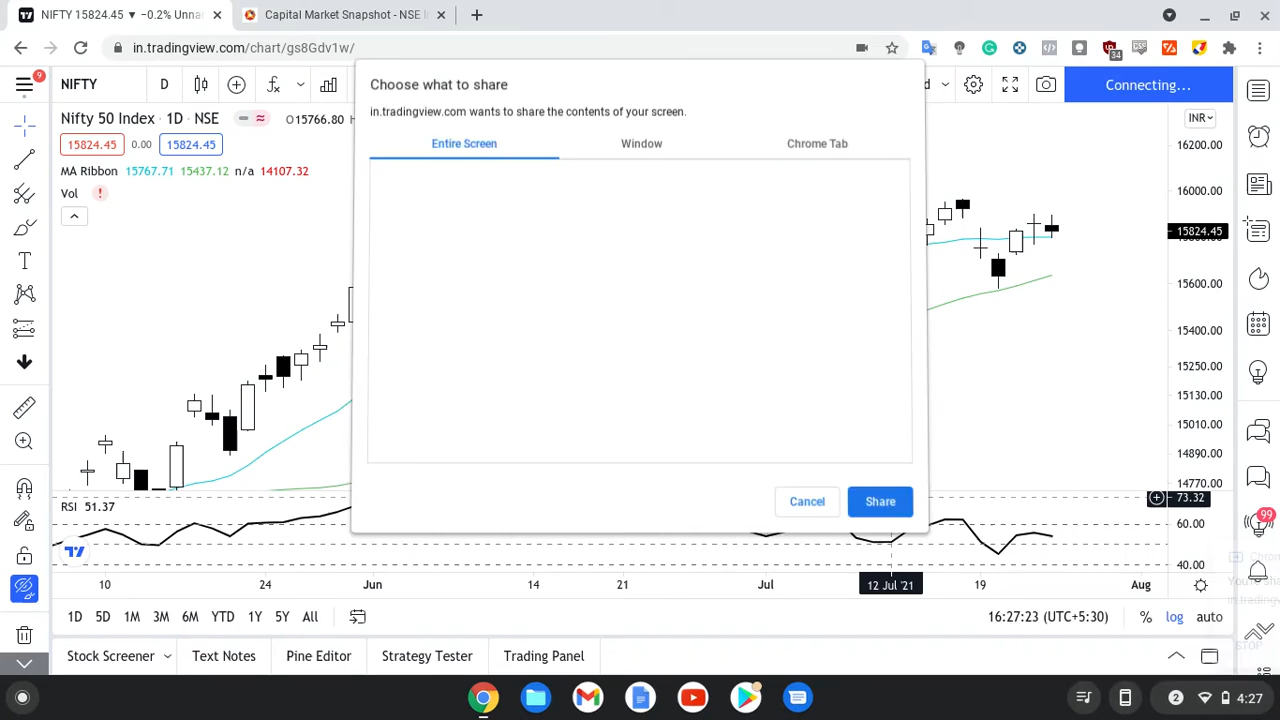 NIFTY 15824.45 ▼ −0.2% Unna
Capital Market Snapshot - NSE I
in.tradingview.com/chart/gs8Gdv1w/
34
9
NIFTY
D
d
Connecting...
Choose what to share
in.tradingview.com wants to share the contents of your screen.
Entire Screen
Window
Chrome Tab
Nifty 50 Index · 1D · NSE
O15766.80
15824.45
0.00
15824.45
MA Ribbon 15767.71 15437.12 n/a 14107.32
Vol
INR
16200.00
16000.00
15824.45
15600.00
15400.00
15250.00
15130.00
15010.00
14890.00
14770.00
Cancel
Share
RSI 51.37
73.32
60.00
40.00
99
10
24
Jun
14
21
Jul
12 Jul '21
19
Aug
1D
5D
1M
3M
6M
YTD
1Y
5Y
All
16:27:23 (UTC+5:30)
%
log
auto
Stock Screener
Text Notes
Pine Editor
Strategy Tester
Trading Panel
2
4:27